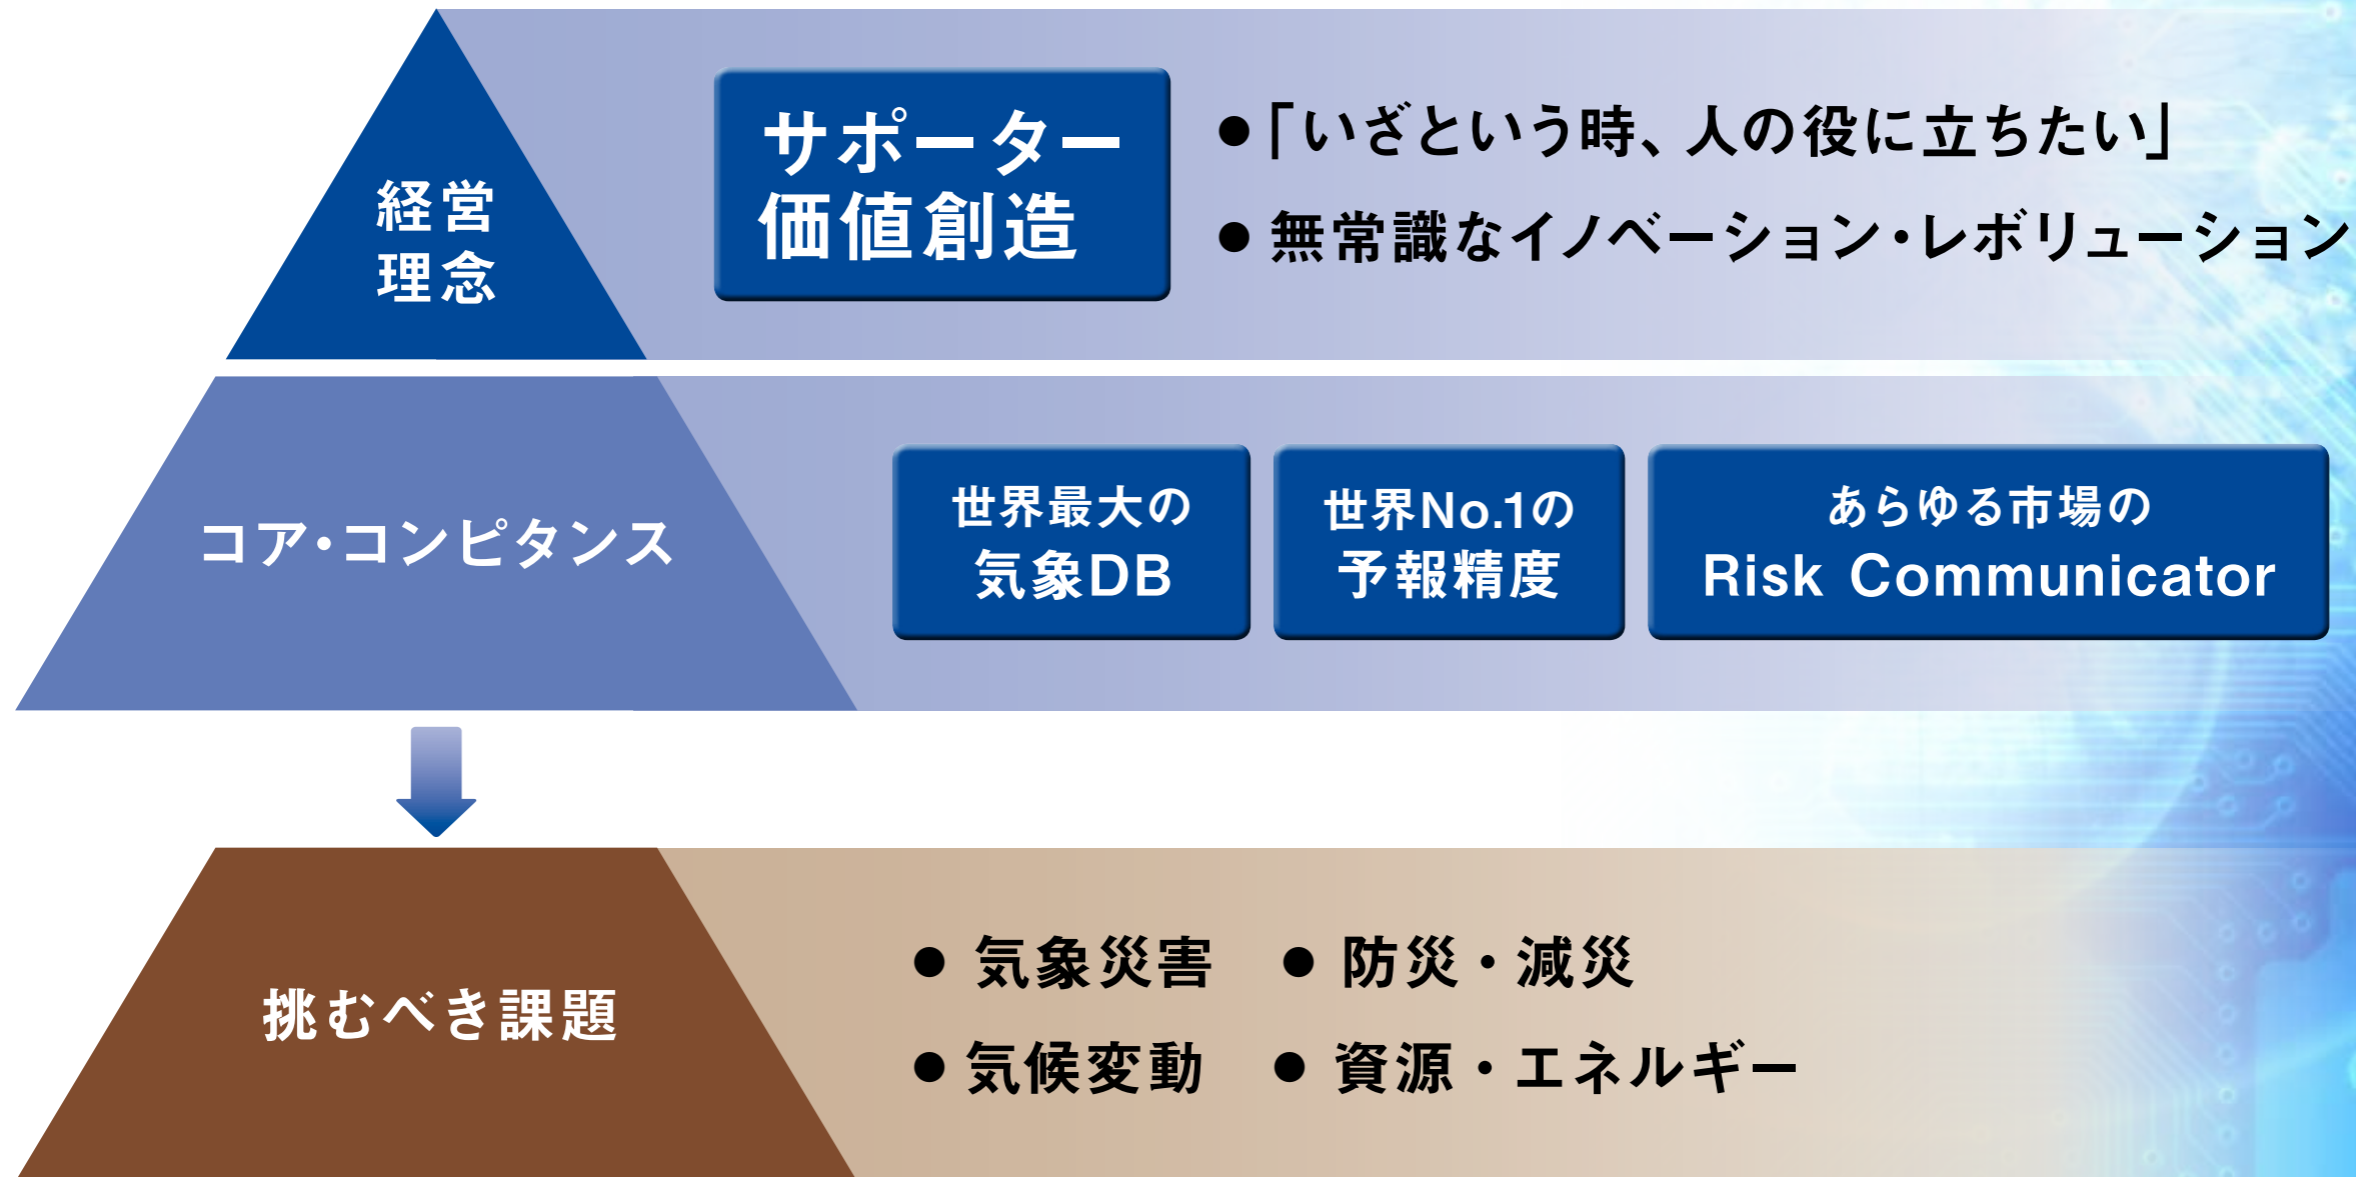 経営
理念
サポーター
価値創造
●「いざという時、人の役に立ちたい」
● 無常識なイノベーション・レボリューション
コア・コンピタンス
世界最大の
気象DB
世界No.1の
予報精度
あらゆる市場の
Risk Communicator
挑むべき課題
● 気象災害 ● 防災・減災
● 気候変動 ● 資源・エネルギー